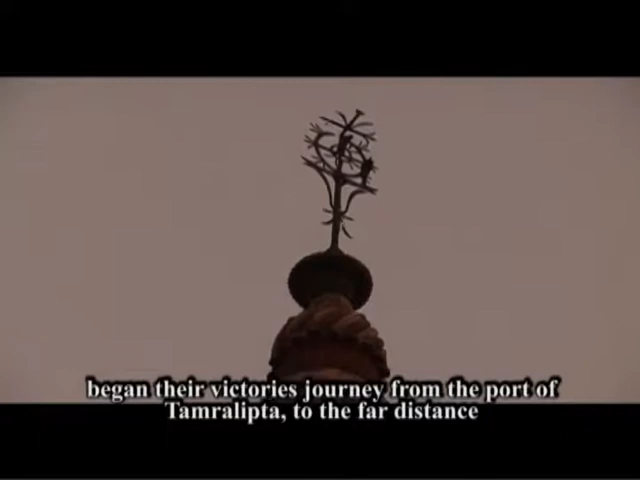 began their victories journey from the port of
Tamralipta, to the far distance